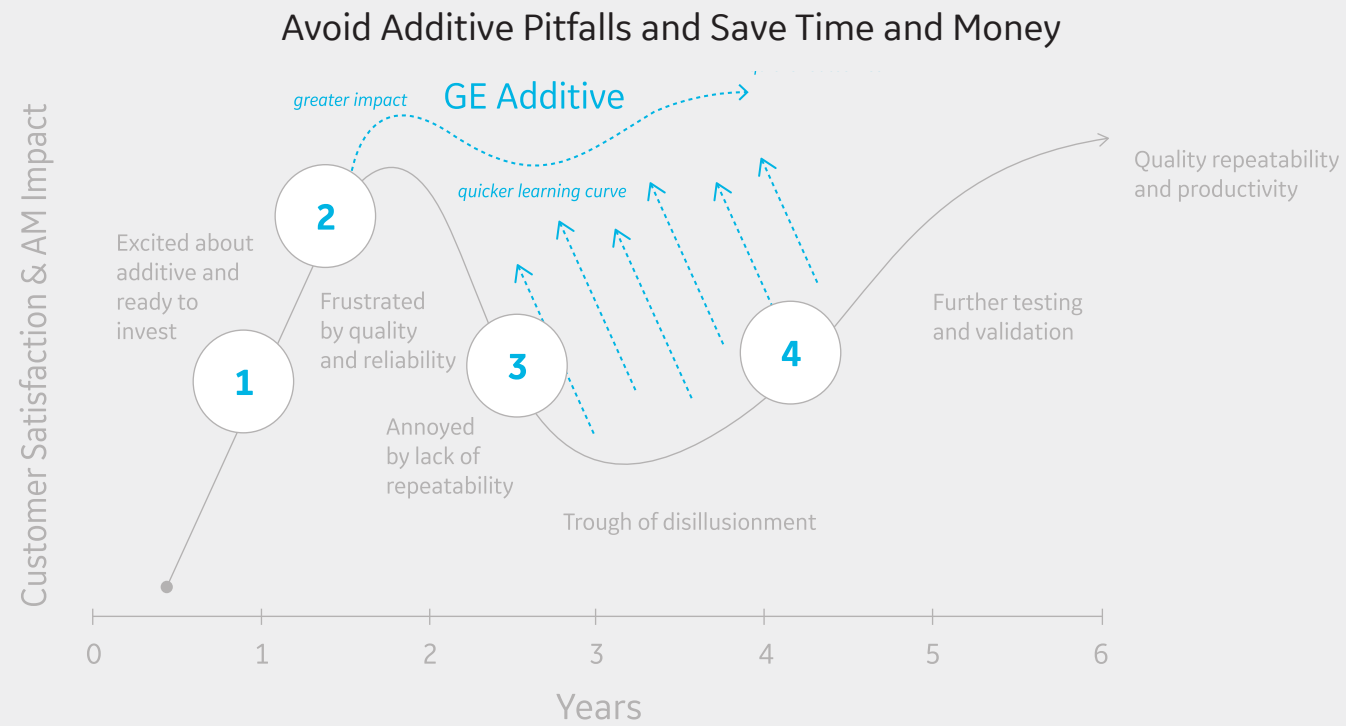 Avoid Additive Pitfalls and Save Time and Money
greater impact
GE Additive
quicker learning curve
Customer Satisfaction & AM Impact
Excited about
additive and
ready to
invest
1
2
Frustrated
by quality
and reliability
3
Annoyed
by lack of
repeatability
Trough of disillusionment
4
Further testing
and validation
Quality repeatability
and productivity
0 1 2 3 4 5 6
Years